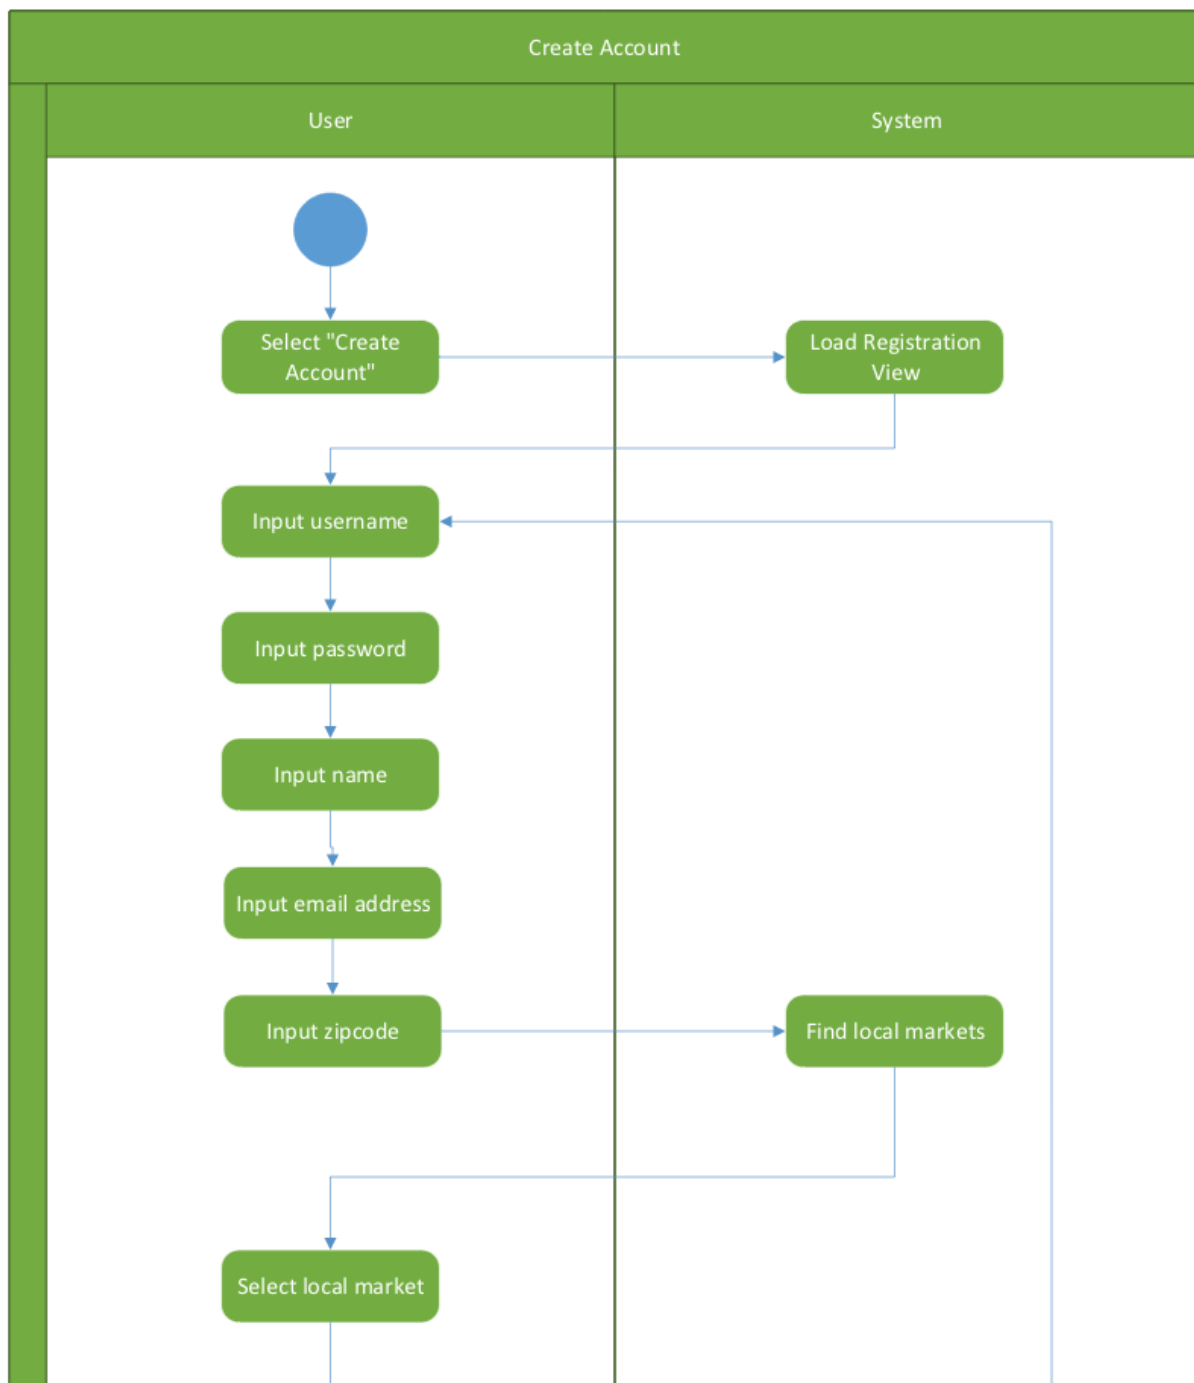 Create Account
User
System
Select "Create
Account"
Load Registration
View
Input username
Input password
Input name
Input email address
Input zipcode
Find local markets
Select local market